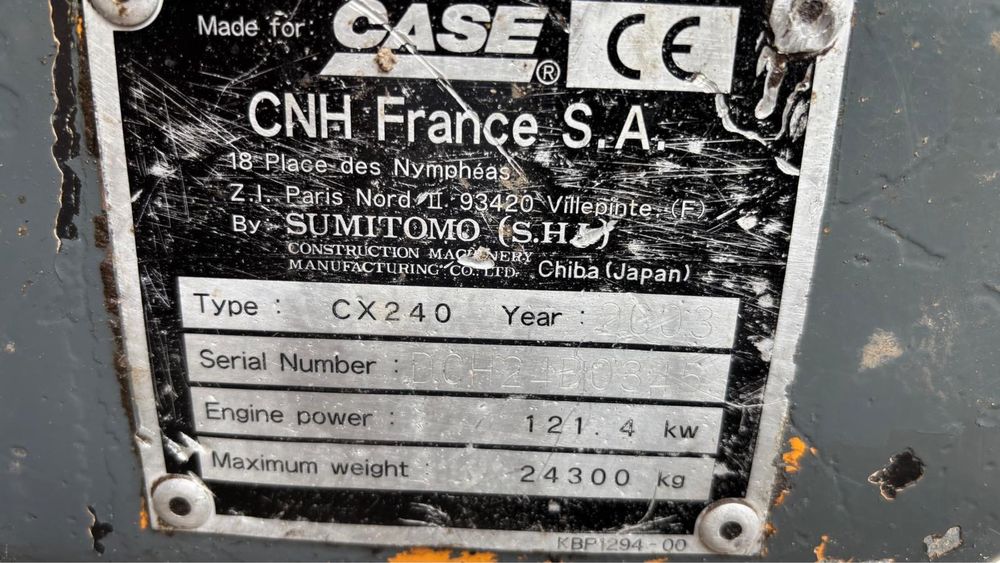 Made for: CASE ® CE
CNH France S.A.
18 Place des Nymphéas
Z.I. Paris Nord II 93420 Villepinte (F)
By SUMITOMO (S.H.I.)
CONSTRUCTION MACHINERY
MANUFACTURING CO. LTD. Chiba (Japan)
Type : CX240 Year : 2003
Serial Number :
Engine power : 121.4 kw
Maximum weight : 24300 kg
KBP1294-00